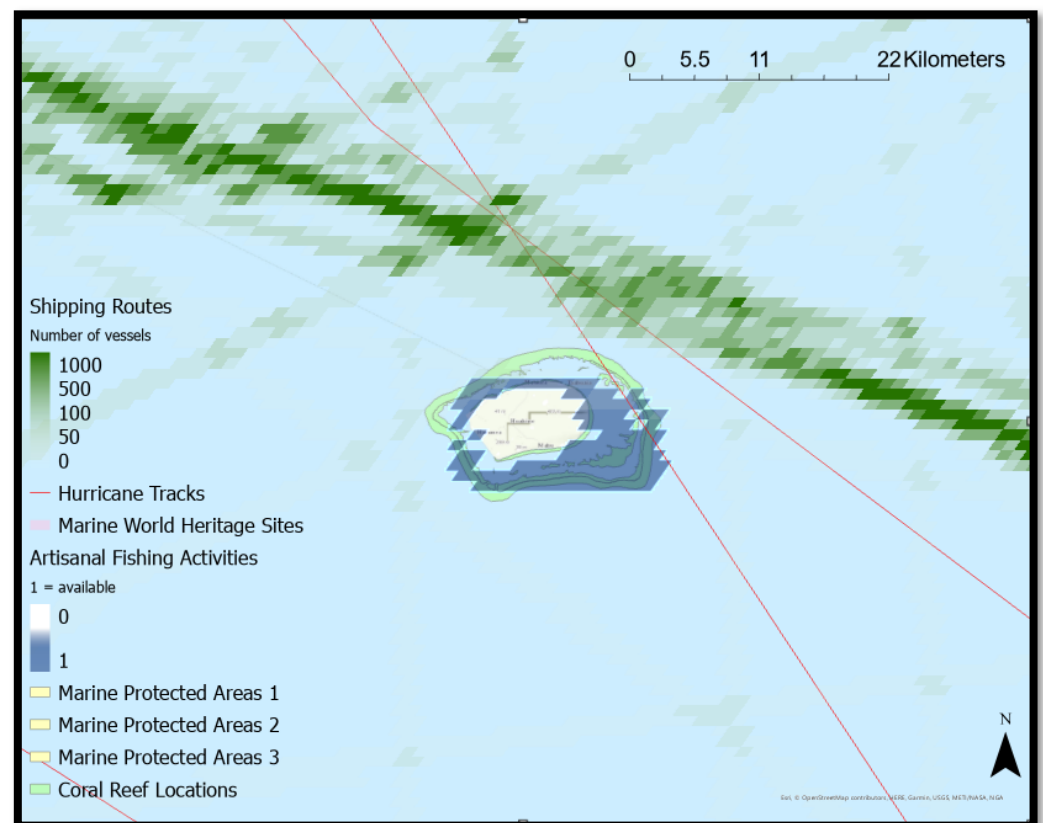 0 5.5 11 22 Kilometers
Shipping Routes
Number of vessels
1000
500
100
50
0
Hurricane Tracks
Marine World Heritage Sites
Artisanal Fishing Activities
1 = available
0
1
Marine Protected Areas 1
Marine Protected Areas 2
Marine Protected Areas 3
Coral Reef Locations
N
Esri, © OpenStreetMap contributors, HERE, Garmin, USGS, METI/NASA, NGA